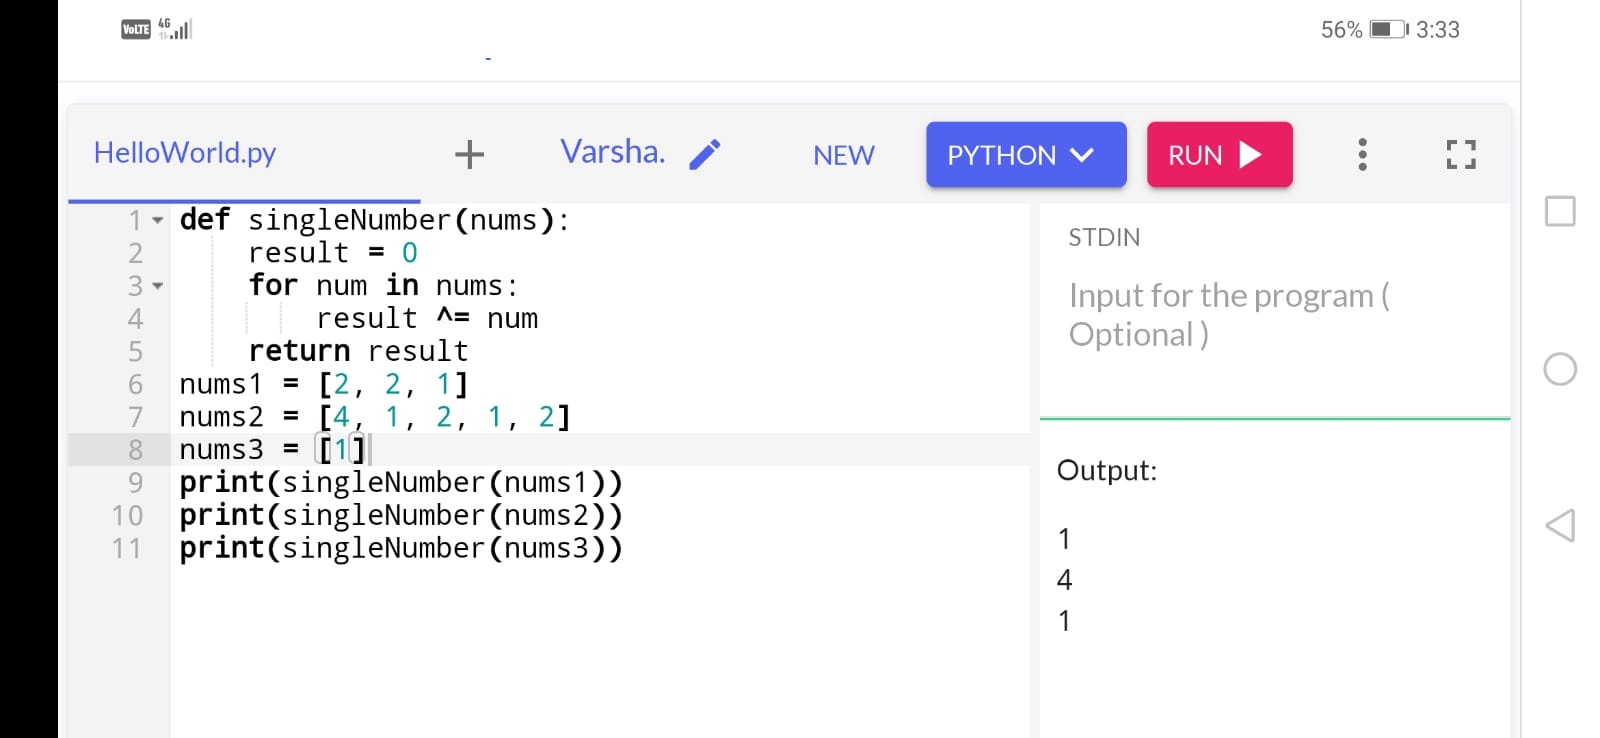 VoLTE 4G 56% 3:33
HelloWorld.py + Varsha. NEW PYTHON RUN
1 def singleNumber(nums):
2     result = 0
3     for num in nums:
4         result ^= num
5     return result
6 nums1 = [2, 2, 1]
7 nums2 = [4, 1, 2, 1, 2]
8 nums3 = [1]
9 print(singleNumber(nums1))
10 print(singleNumber(nums2))
11 print(singleNumber(nums3))
STDIN
Input for the program (
Optional )
Output:
1
4
1